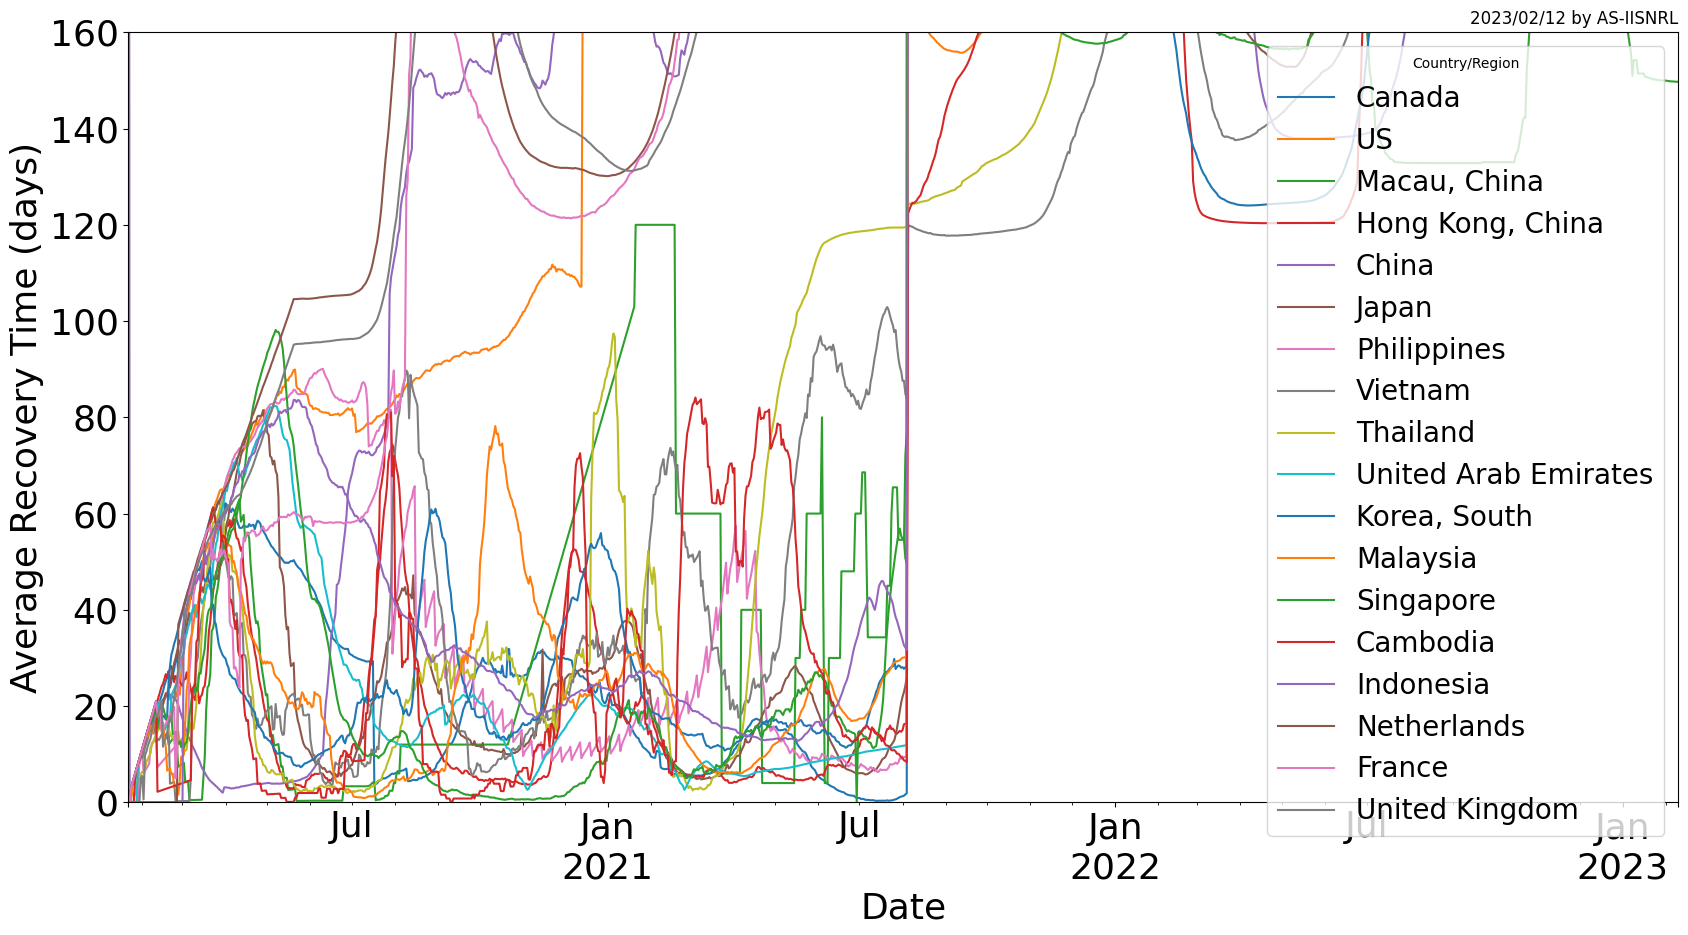 2023/02/12 by AS-IISNRL
160
140
120
100
80
60
40
20
0
Average Recovery Time (days)
Country/Region
Canada
US
Macau, China
Hong Kong, China
China
Japan
Philippines
Vietnam
Thailand
United Arab Emirates
Korea, South
Malaysia
Singapore
Cambodia
Indonesia
Netherlands
France
United Kingdom
Jul
Jan
2021
Jul
Jan
2022
Jul
Jan
2023
Date